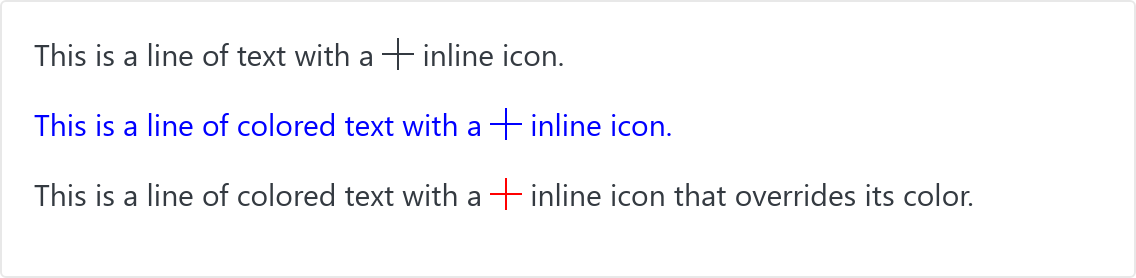 This is a line of text with a inline icon.
This is a line of colored text with a inline icon.
This is a line of colored text with a inline icon that overrides its color.